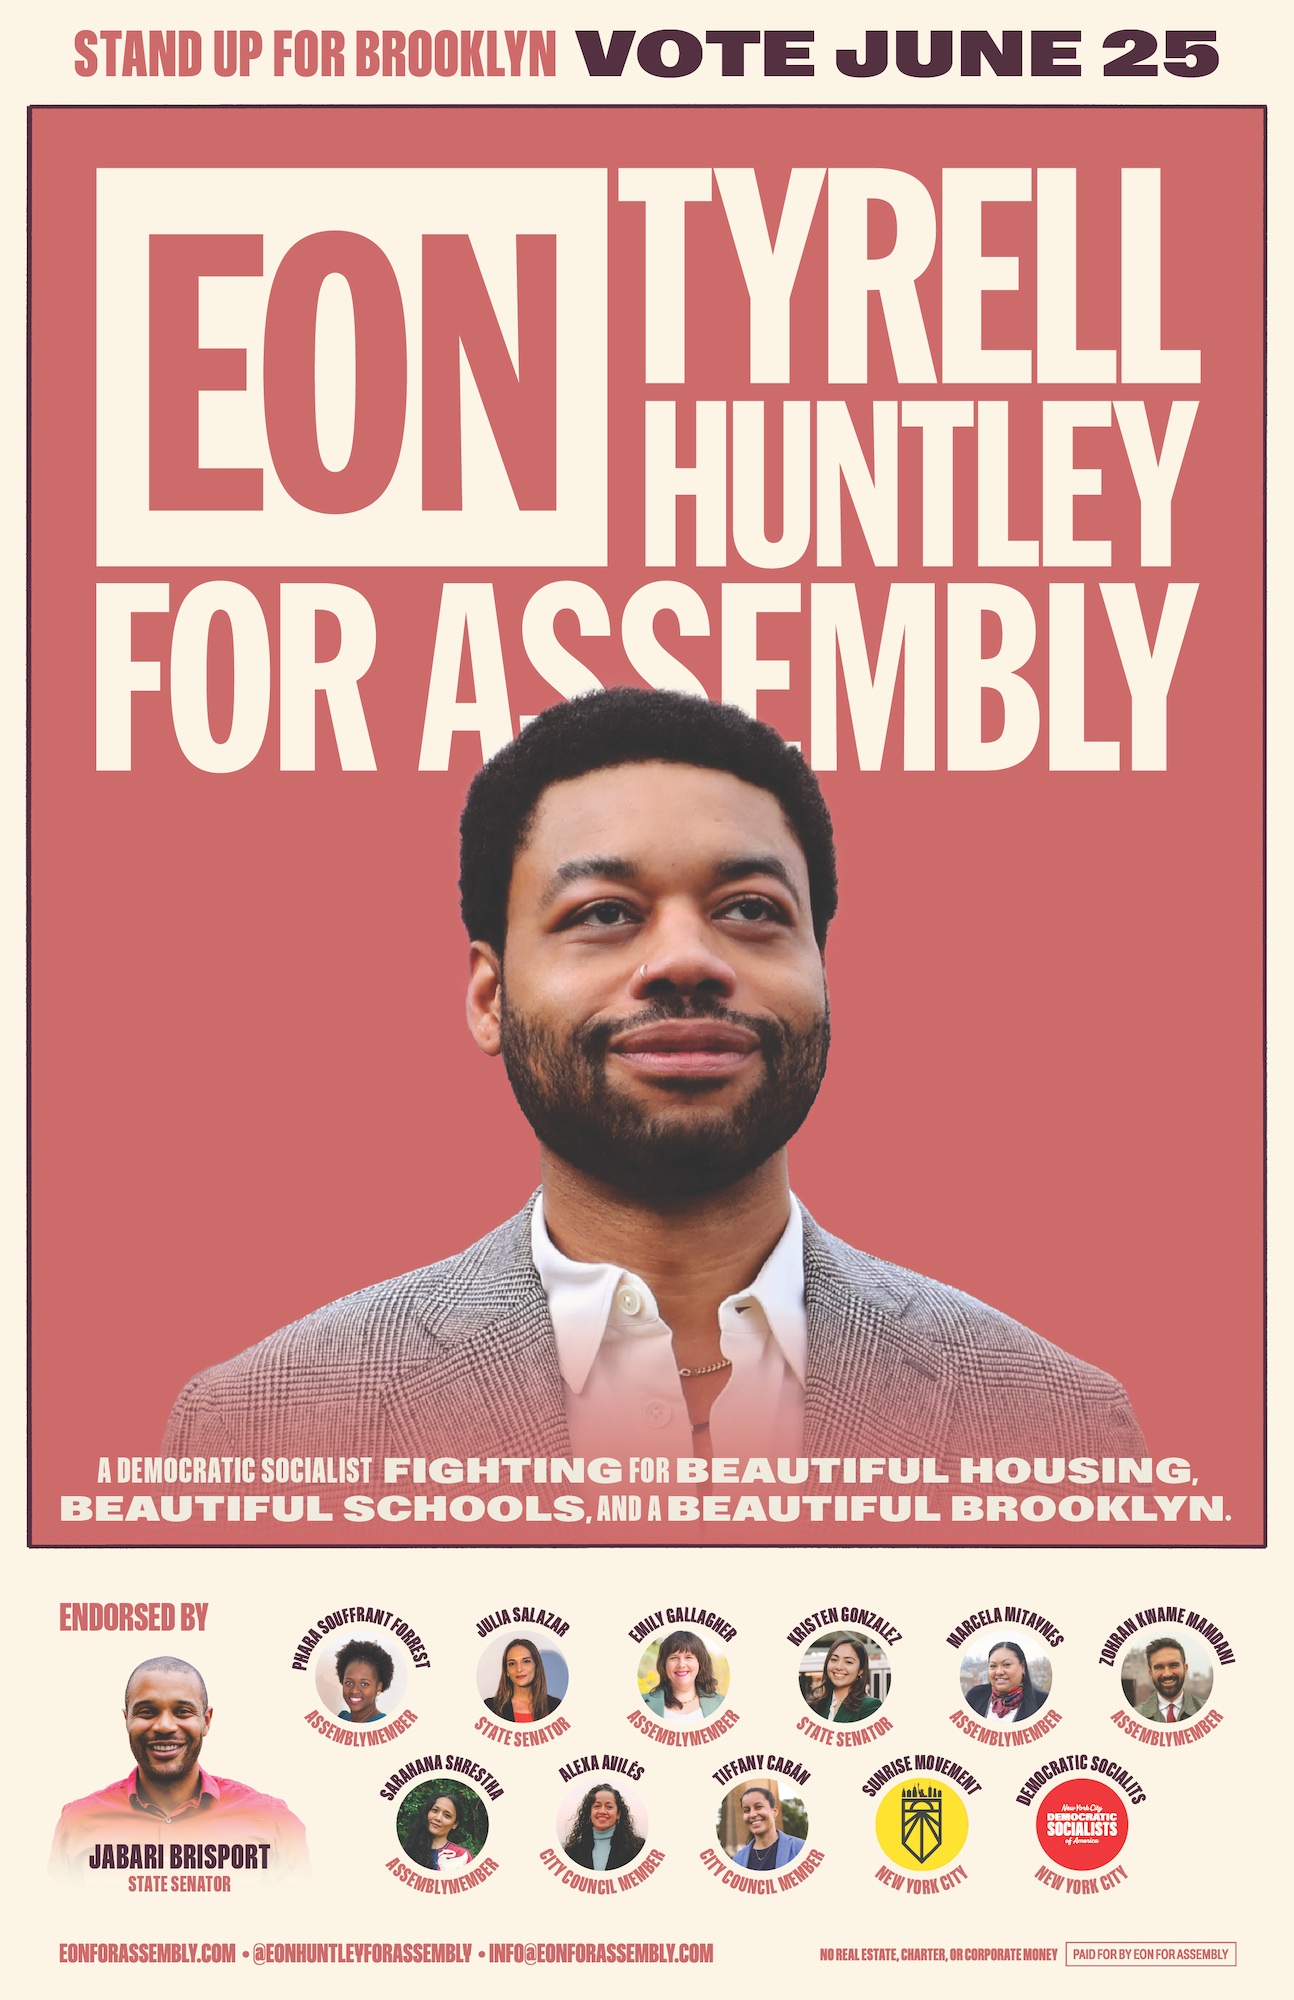 STAND UP FOR BROOKLYN VOTE JUNE 25
EON
TYRELL
HUNTLEY
FOR ASSEMBLY
A DEMOCRATIC SOCIALIST FIGHTING FOR BEAUTIFUL HOUSING,
BEAUTIFUL SCHOOLS, AND A BEAUTIFUL BROOKLYN.
ENDORSED BY
JABARI BRISPORT
STATE SENATOR
PHARA SOUFFRANT FORREST
ASSEMBLYMEMBER
JULIA SALAZAR
STATE SENATOR
EMILY GALLAGHER
ASSEMBLYMEMBER
KRISTEN GONZALEZ
STATE SENATOR
MARCELA MITAYNES
ASSEMBLYMEMBER
ZOHRAN KWAME MAMDANI
ASSEMBLYMEMBER
SARAHANA SHRESTHA
ASSEMBLYMEMBER
ALEXA AVILÉS
CITY COUNCIL MEMBER
TIFFANY CABÁN
CITY COUNCIL MEMBER
SUNRISE MOVEMENT
NEW YORK CITY
DEMOCRATIC SOCIALITS
New York City
DEMOCRATIC
SOCIALISTS
of America
NEW YORK CITY
EONFORASSEMBLY.COM • @EONHUNTLEYFORASSEMBLY • INFO@EONFORASSEMBLY.COM
NO REAL ESTATE, CHARTER, OR CORPORATE MONEY
PAID FOR BY EON FOR ASSEMBLY